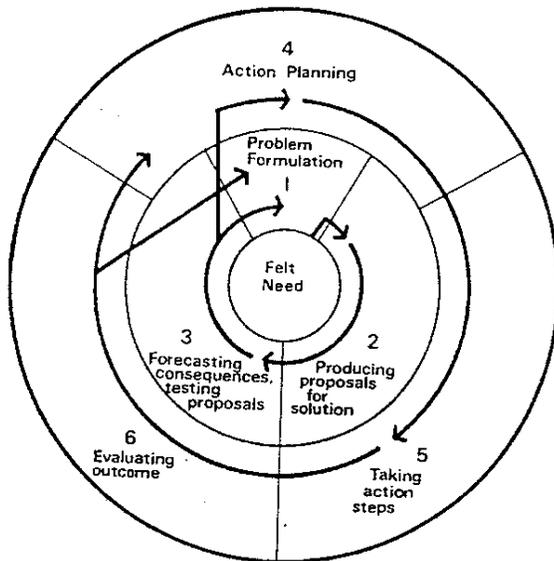 4
Action Planning
Problem
Formulation
1
Felt
Need
2
Producing
proposals
for
solution
3
Forecasting
consequences,
testing
proposals
5
Taking
action
steps
6
Evaluating
outcome